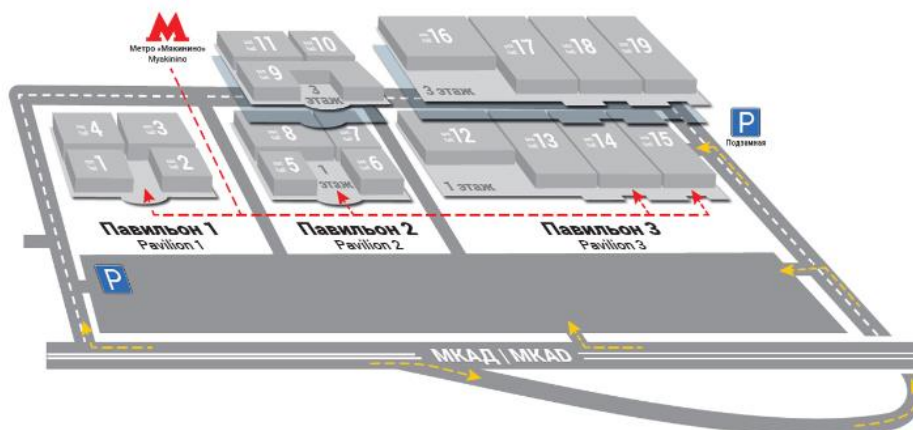 Метро «Мякинино»
Myakinino
11
10
9
3
этаж
16
17
18
19
3 этаж
P
Подземная
4
3
1
2
8
7
5
6
1
этаж
12
13
14
15
1 этаж
Павильон 1
Pavilion 1
Павильон 2
Pavilion 2
Павильон 3
Pavilion 3
P
МКАД | MKAD